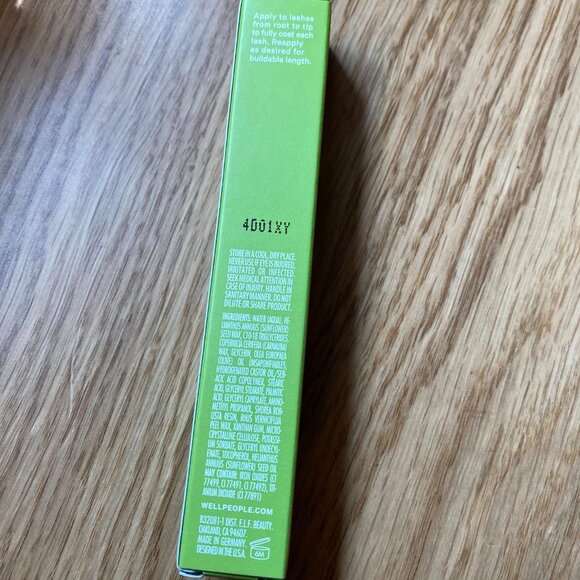 Apply to lashes
from root to tip
to fully coat each
lash. Reapply
as desired for
buildable length.
4D01XY
STORE IN A COOL, DRY PLACE.
NEVER USE IF EYE IS INJURED,
IRRITATED OR INFECTED.
SEEK MEDICAL ATTENTION IN
CASE OF INJURY. HANDLE IN
SANITARY MANNER. DO NOT
DILUTE OR SHARE PRODUCT.
INGREDIENTS: WATER (AQUA), HE-
LIANTHUS ANNUUS (SUNFLOWER)
SEED WAX, C10-18 TRIGLYCERIDES,
COPERNICIA CERIFERA (CARNAUBA)
WAX, GLYCERIN, OLEA EUROPAEA
(OLIVE) OIL UNSAPONIFIABLES,
HYDROGENATED CASTOR OIL/SEB-
ACIC ACID COPOLYMER, STEARIC
ACID, GLYCERYL STEARATE, PALMITIC
ACID, GLYCERYL CAPRYLATE, AMINO-
METHYL PROPANOL, SHOREA ROB-
USTA RESIN, RHUS VERNICIFLUA
PEEL WAX, XANTHAN GUM, MICRO-
CRYSTALLINE CELLULOSE, POTASSI-
UM SORBATE, GLYCERYL UNDECYL-
ENATE, TOCOPHEROL, HELIANTHUS
ANNUUS (SUNFLOWER) SEED OIL
MAY CONTAIN: IRON OXIDES (CI
77499, CI 77491, CI 77492), TIT-
ANIUM DIOXIDE (CI 77891)
WELLPEOPLE.COM
B32081-1 DIST. E.L.F. BEAUTY.
OAKLAND, CA 94607.
MADE IN GERMANY.
DESIGNED IN THE U.S.A.
6M